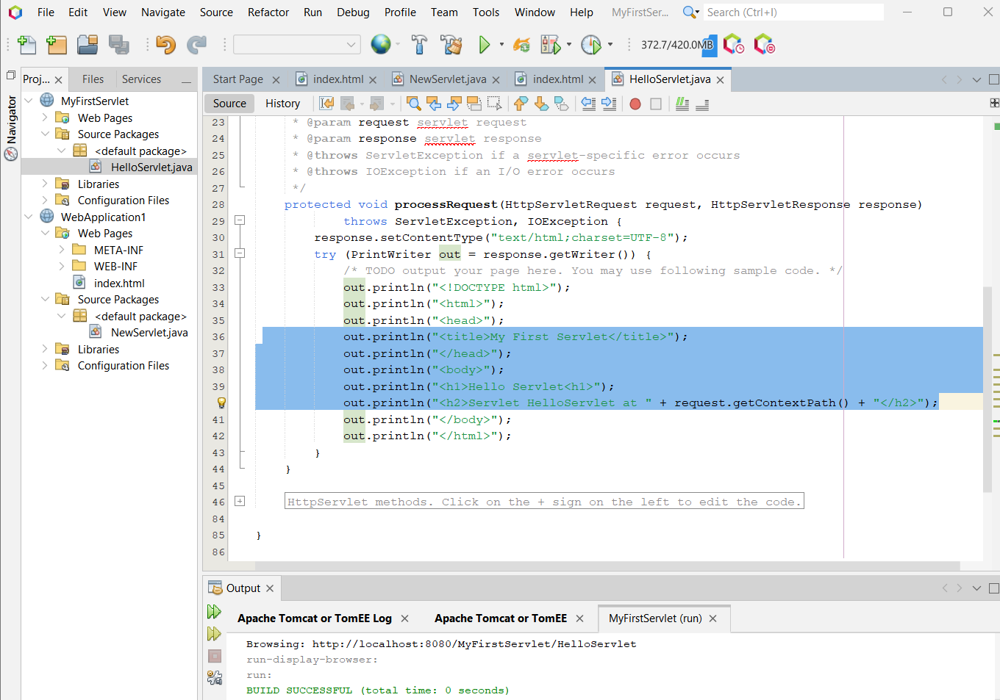 File Edit View Navigate Source Refactor Run Debug Profile Team Tools Window Help MyFirstSer... Search (Ctrl+I)
372.7/420.0MB
Proj... Files Services
Navigator
MyFirstServlet
Web Pages
Source Packages
<default package>
HelloServlet.java
Libraries
Configuration Files
WebApplication1
Web Pages
META-INF
WEB-INF
index.html
Source Packages
<default package>
NewServlet.java
Libraries
Configuration Files
Start Page index.html NewServlet.java index.html HelloServlet.java
Source History
23 * @param request servlet request
24 * @param response servlet response
25 * @throws ServletException if a servlet-specific error occurs
26 * @throws IOException if an I/O error occurs
27 */
28 protected void processRequest(HttpServletRequest request, HttpServletResponse response)
29 throws ServletException, IOException {
30 response.setContentType("text/html;charset=UTF-8");
31 try (PrintWriter out = response.getWriter()) {
32 /* TODO output your page here. You may use following sample code. */
33 out.println("<!DOCTYPE html>");
34 out.println("<html>");
35 out.println("<head>");
36 out.println("<title>My First Servlet</title>");
37 out.println("</head>");
38 out.println("<body>");
39 out.println("<h1>Hello Servlet<h1>");
out.println("<h2>Servlet HelloServlet at " + request.getContextPath() + "</h2>");
41 out.println("</body>");
42 out.println("</html>");
43 }
44 }
45
46 HttpServlet methods. Click on the + sign on the left to edit the code.
84
85 }
86
Output
Apache Tomcat or TomEE Log Apache Tomcat or TomEE MyFirstServlet (run)
Browsing: http://localhost:8080/MyFirstServlet/HelloServlet
run-display-browser:
run:
BUILD SUCCESSFUL (total time: 0 seconds)